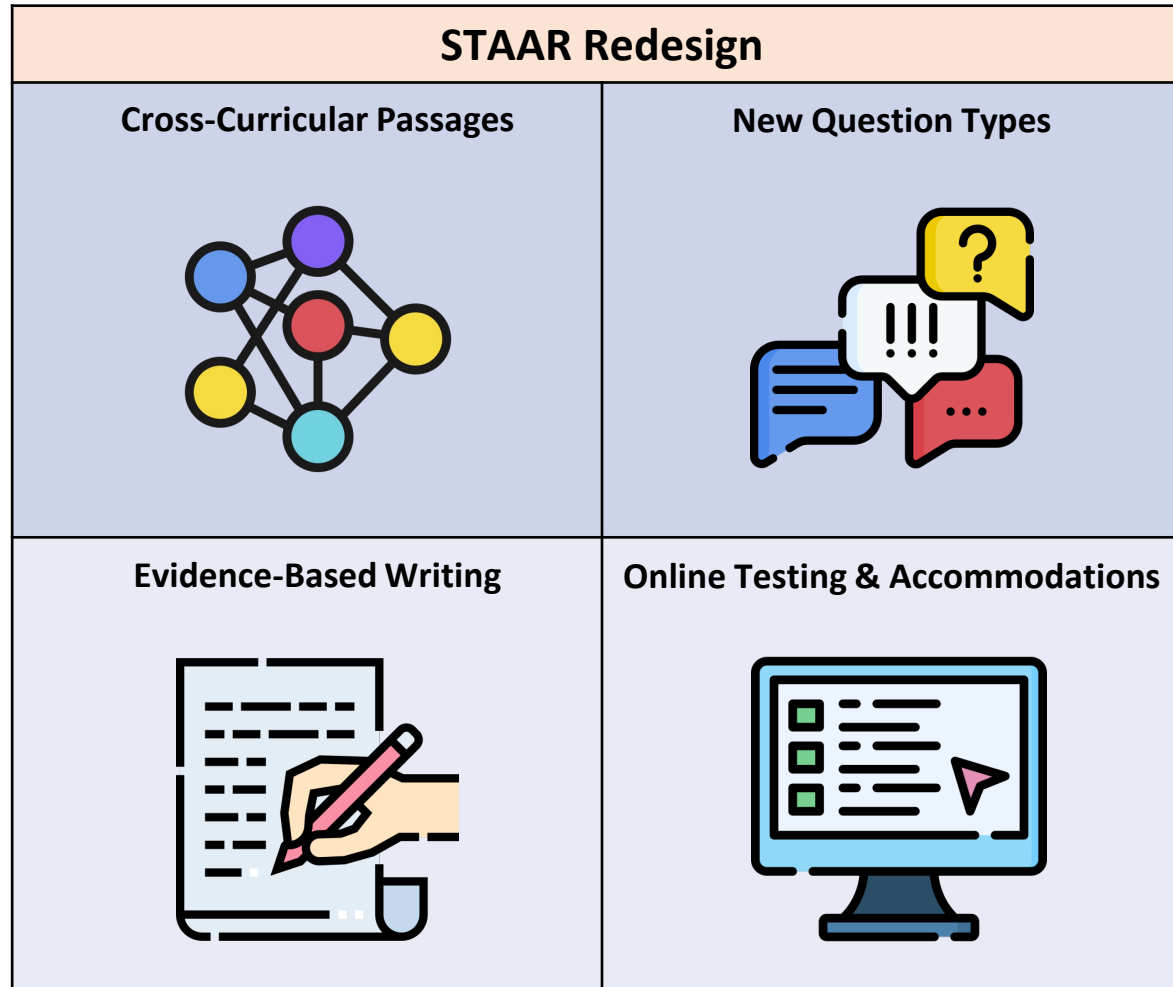 STAAR Redesign
Cross-Curricular Passages
New Question Types
?
!!!
...
Evidence-Based Writing
Online Testing & Accommodations